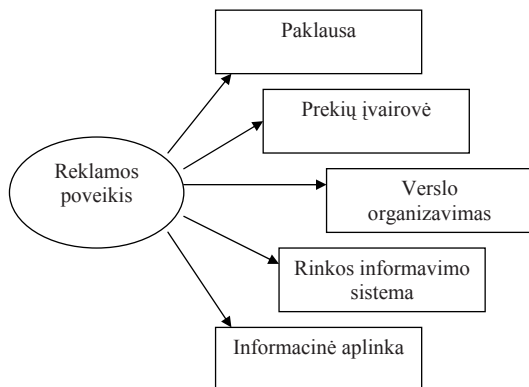 Paklausa
Prekių įvairovė
Reklamos
poveikis
Verslo
organizavimas
Rinkos informavimo
sistema
Informacinė aplinka